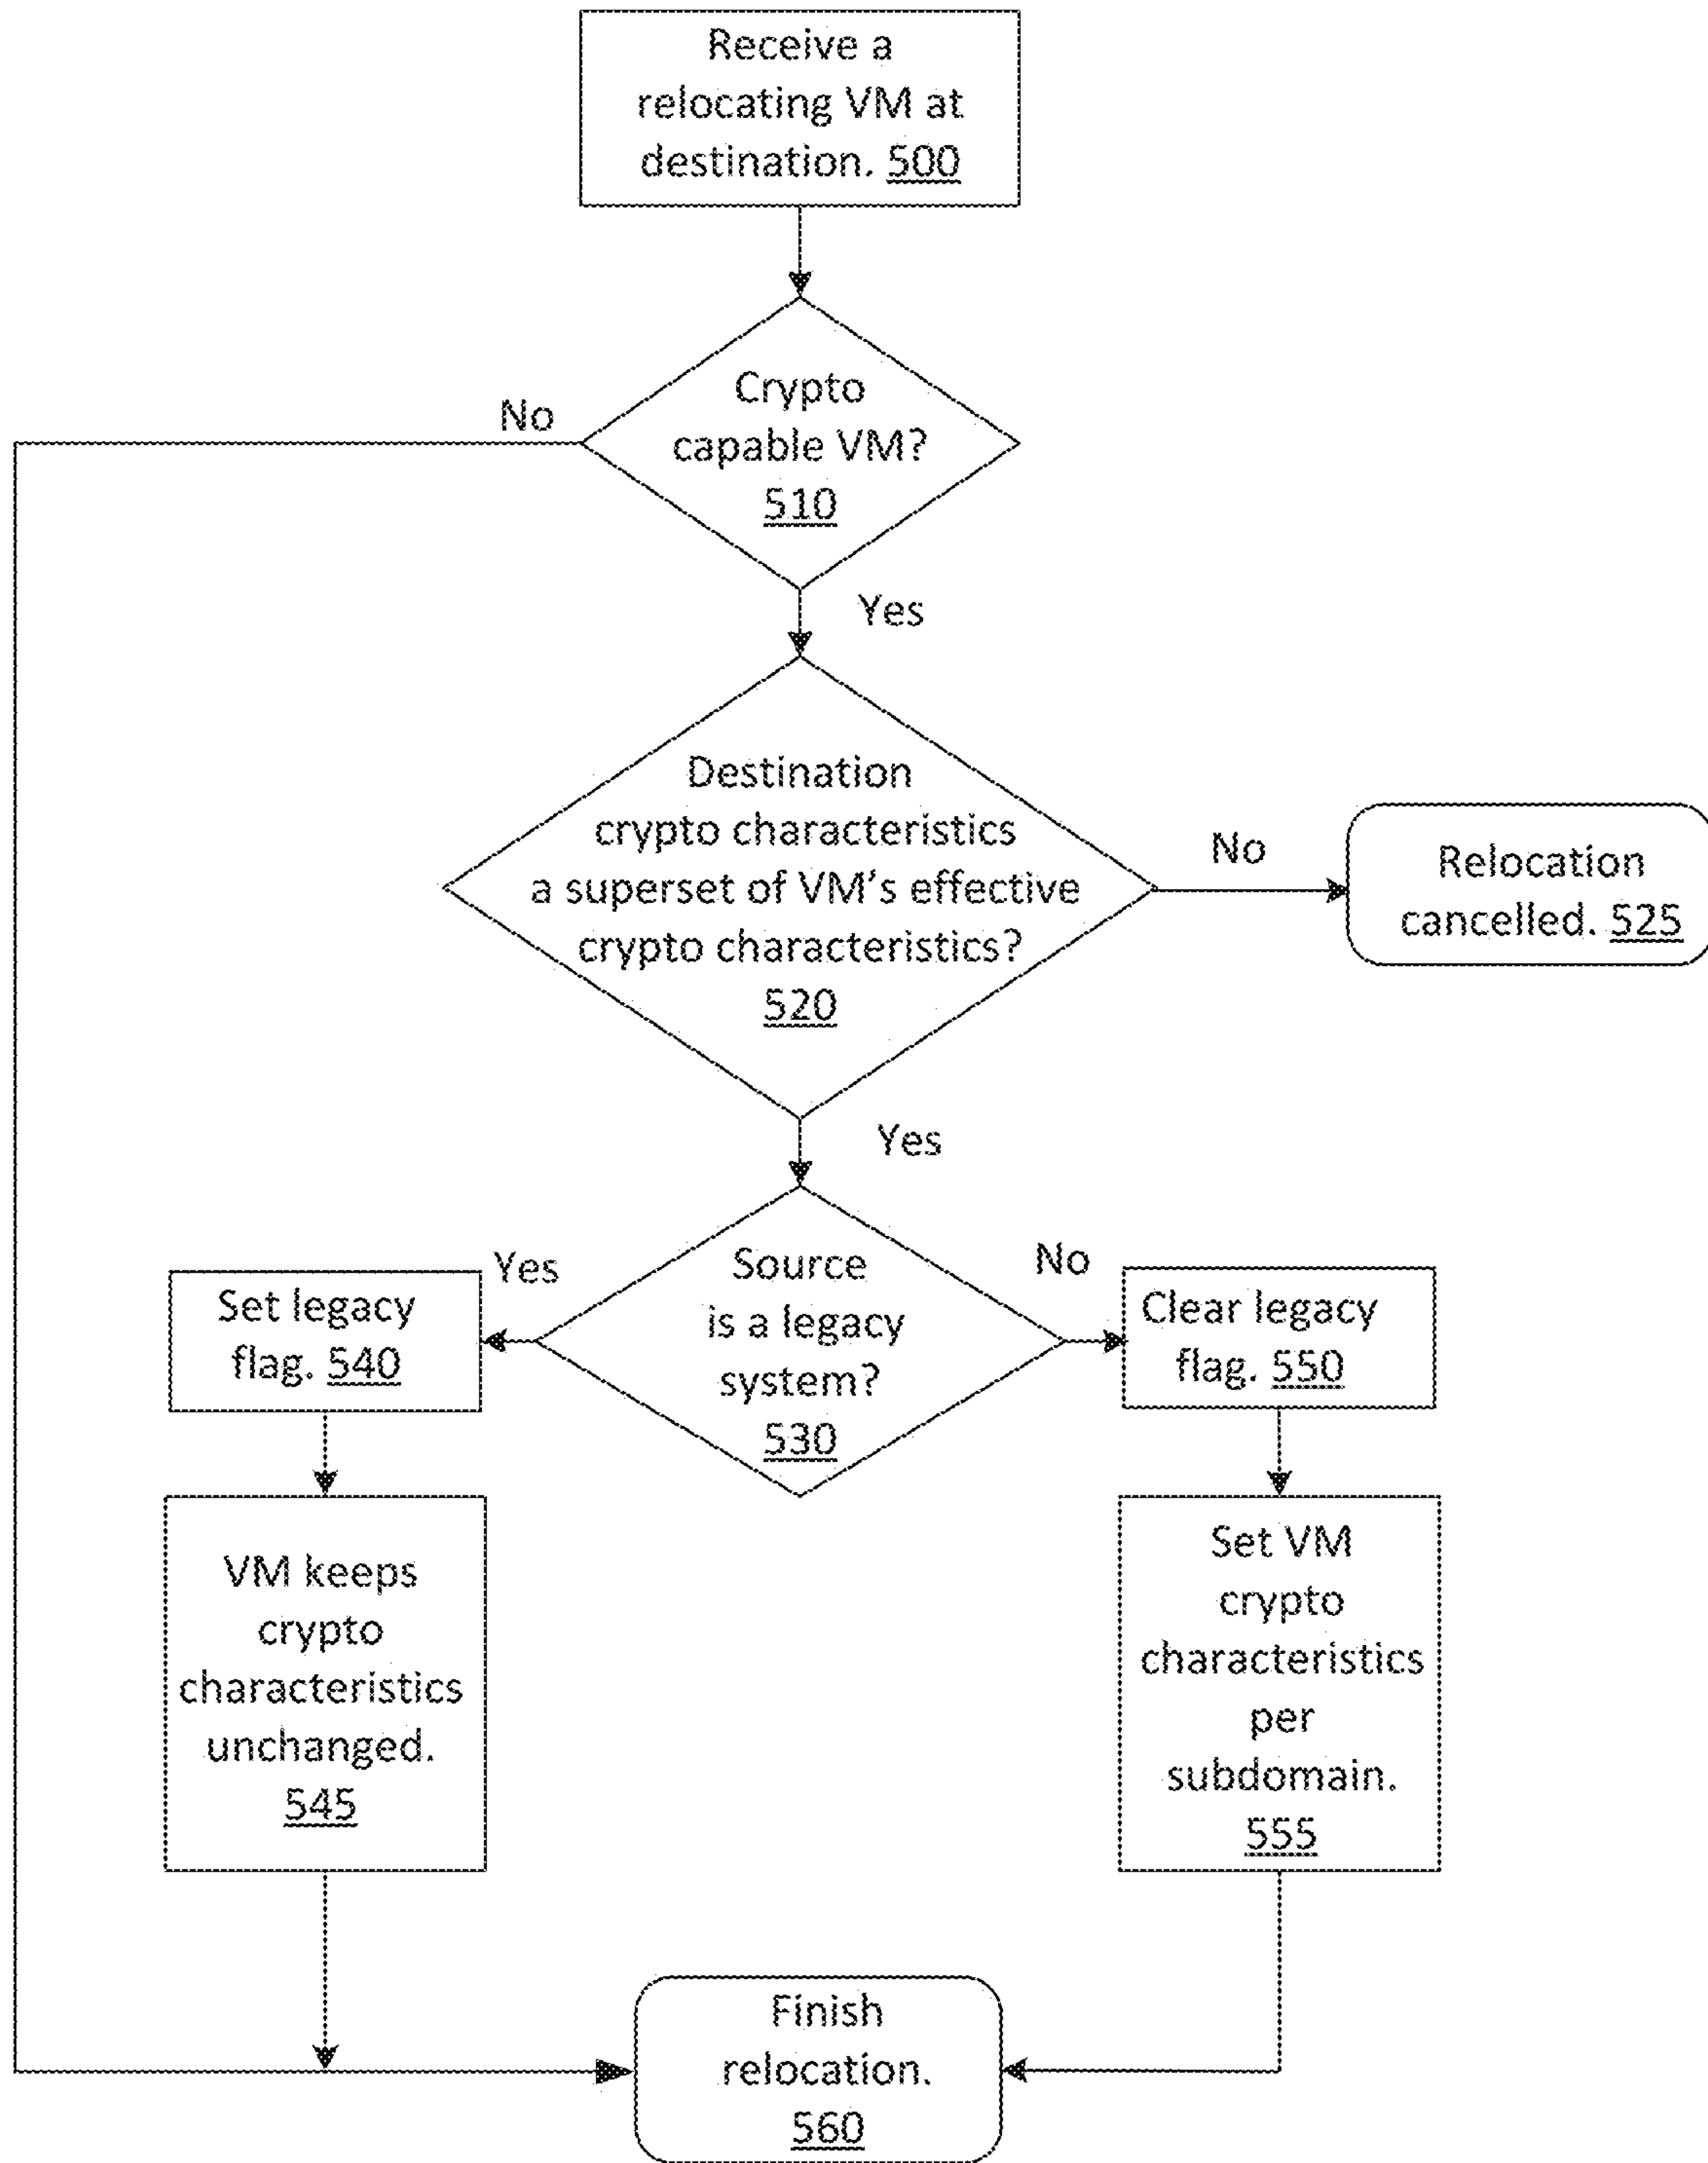 Receive a
relocating VM at
destination. 500
No
Crypto
capable VM?
510
Yes
Destination
crypto characteristics
a superset of VM's effective
crypto characteristics?
520
No
Relocation
cancelled. 525
Yes
Source
is a legacy
system?
530
Yes
Set legacy
flag. 540
No
Clear legacy
flag. 550
VM keeps
crypto
characteristics
unchanged.
545
Set VM
crypto
characteristics
per
subdomain.
555
Finish
relocation.
560